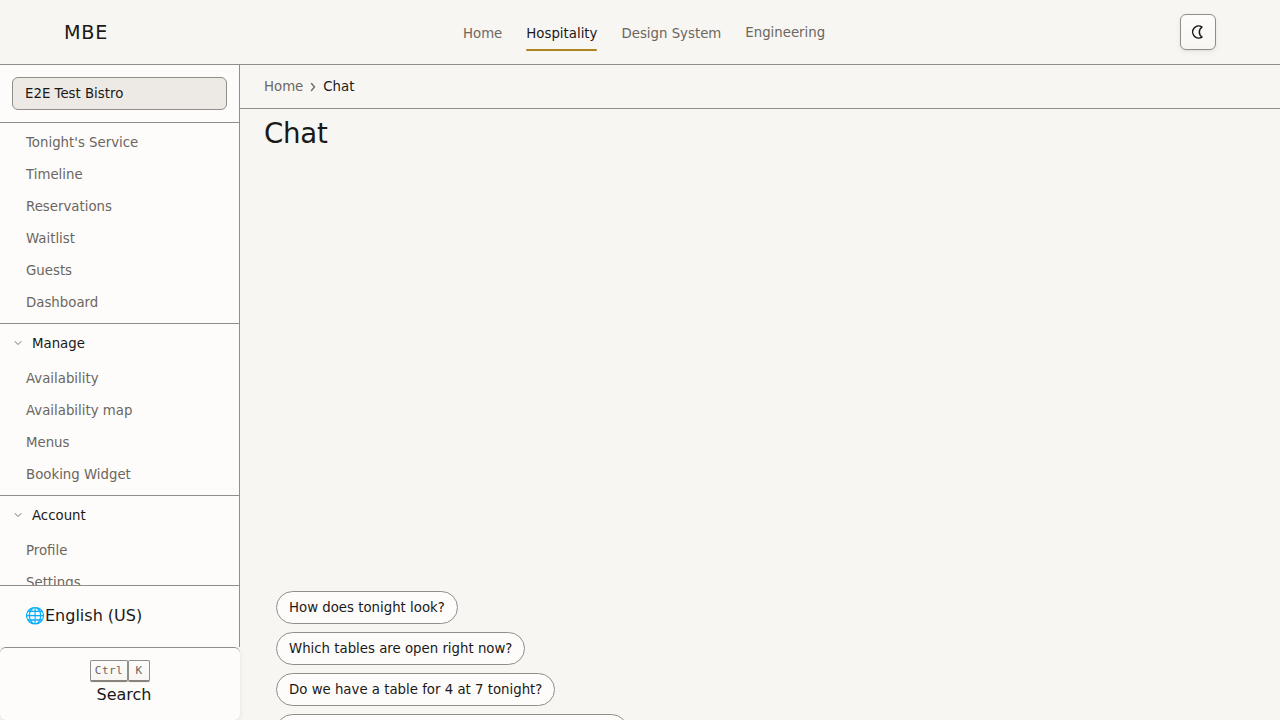 MBE
Home
Hospitality
Design System
Engineering
E2E Test Bistro
Home
Chat
Tonight's Service
Timeline
Reservations
Waitlist
Guests
Dashboard
Manage
Availability
Availability map
Menus
Booking Widget
Account
Profile
Settings
English (US)
Ctrl K
Search
Chat
How does tonight look?
Which tables are open right now?
Do we have a table for 4 at 7 tonight?